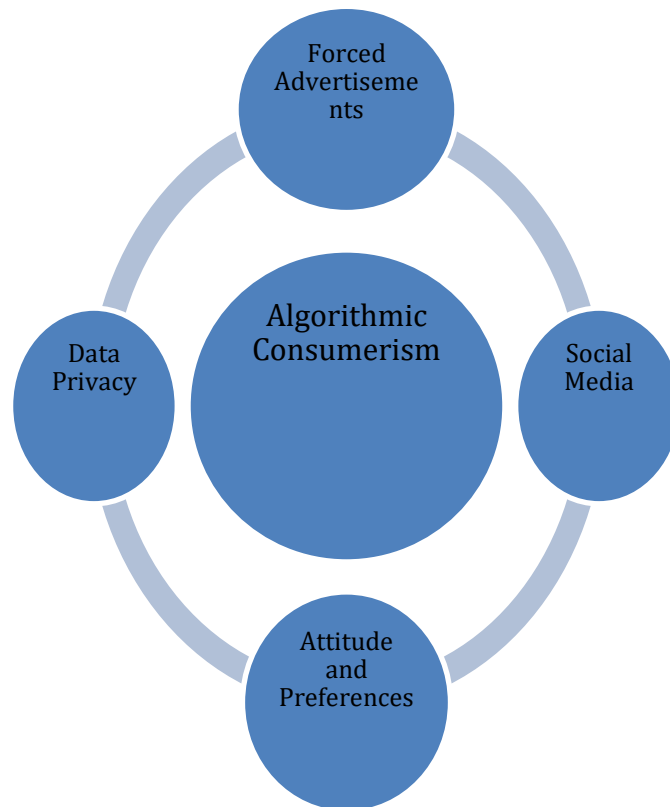 Forced
Advertiseme
nts
Algorithmic
Consumerism
Data
Privacy
Social
Media
Attitude
and
Preferences